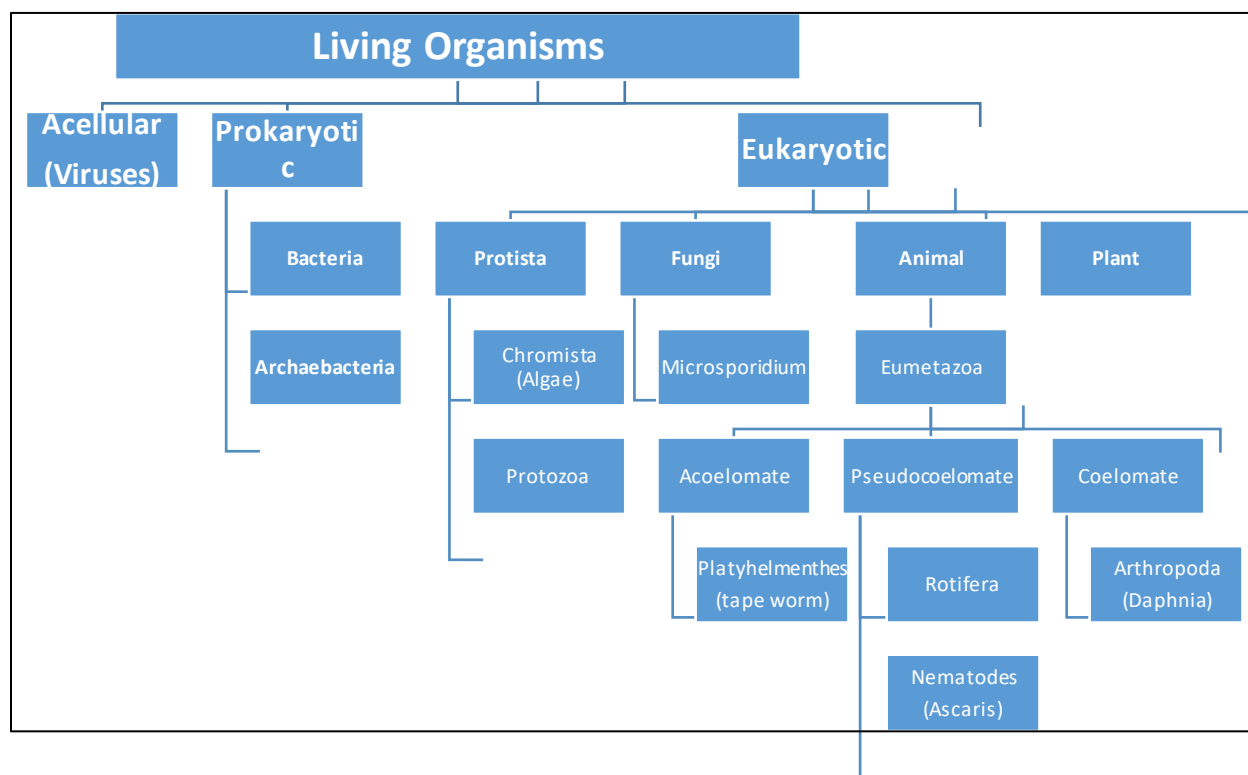 Living Organisms
Acellular
(Viruses)
Prokaryoti
c
Eukaryotic
Bacteria
Protista
Fungi
Animal
Plant
Archaebacteria
Chromista
(Algae)
Microsporidium
Eumetazoa
Protozoa
Acoelomate
Pseudocoelomate
Coelomate
Platyhelmenthes
(tape worm)
Rotifera
Arthropoda
(Daphnia)
Nematodes
(Ascaris)